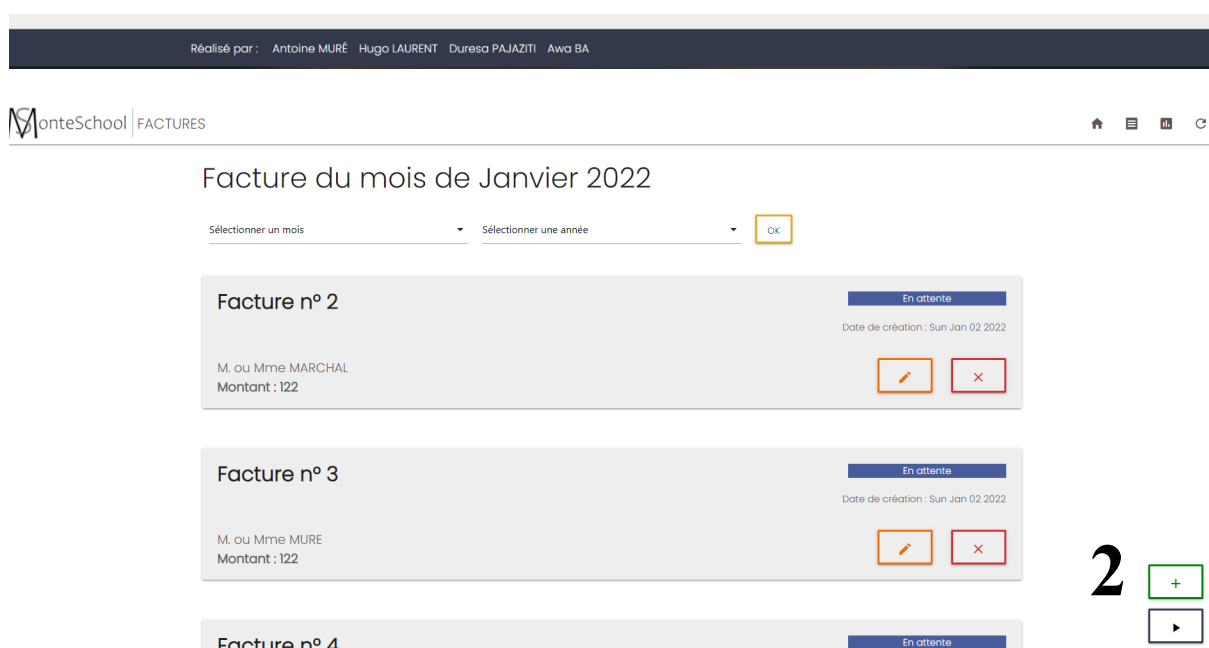 Réalisé par : Antoine MURÉ Hugo LAURENT Duresa PAJAZITI Awa BA
MonteSchool FACTURES
Facture du mois de Janvier 2022
Sélectionner un mois Sélectionner une année OK
Facture n° 2
En attente
Date de création : Sun Jan 02 2022
M. ou Mme MARCHAL
Montant : 122
Facture n° 3
En attente
Date de création : Sun Jan 02 2022
M. ou Mme MURE
Montant : 122
2
+
Facture n° 4
En attente